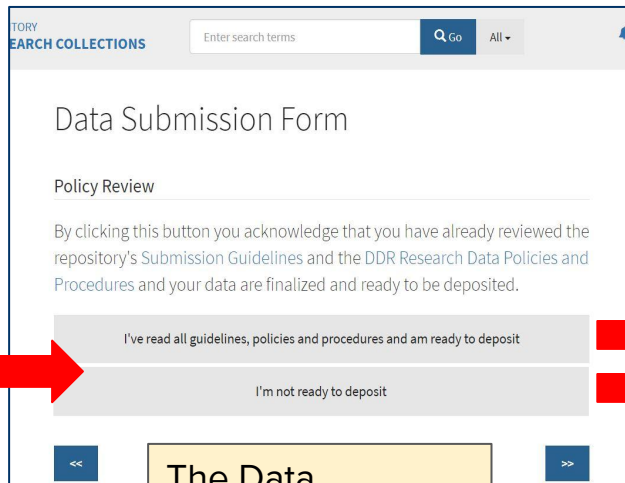 EARCH COLLECTIONS
Enter search terms
Go
All
Data Submission Form
Policy Review
By clicking this button you acknowledge that you have already reviewed the
repository's Submission Guidelines and the DDR Research Data Policies and
Procedures and your data are finalized and ready to be deposited.
I've read all guidelines, policies and procedures and am ready to deposit
I'm not ready to deposit
<<
The Data
>>